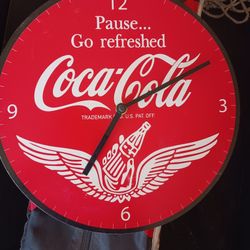 12
Pause...
Go refreshed
Coca-Cola
TRADEMARK U.S. PAT. OFF.
9
3
6